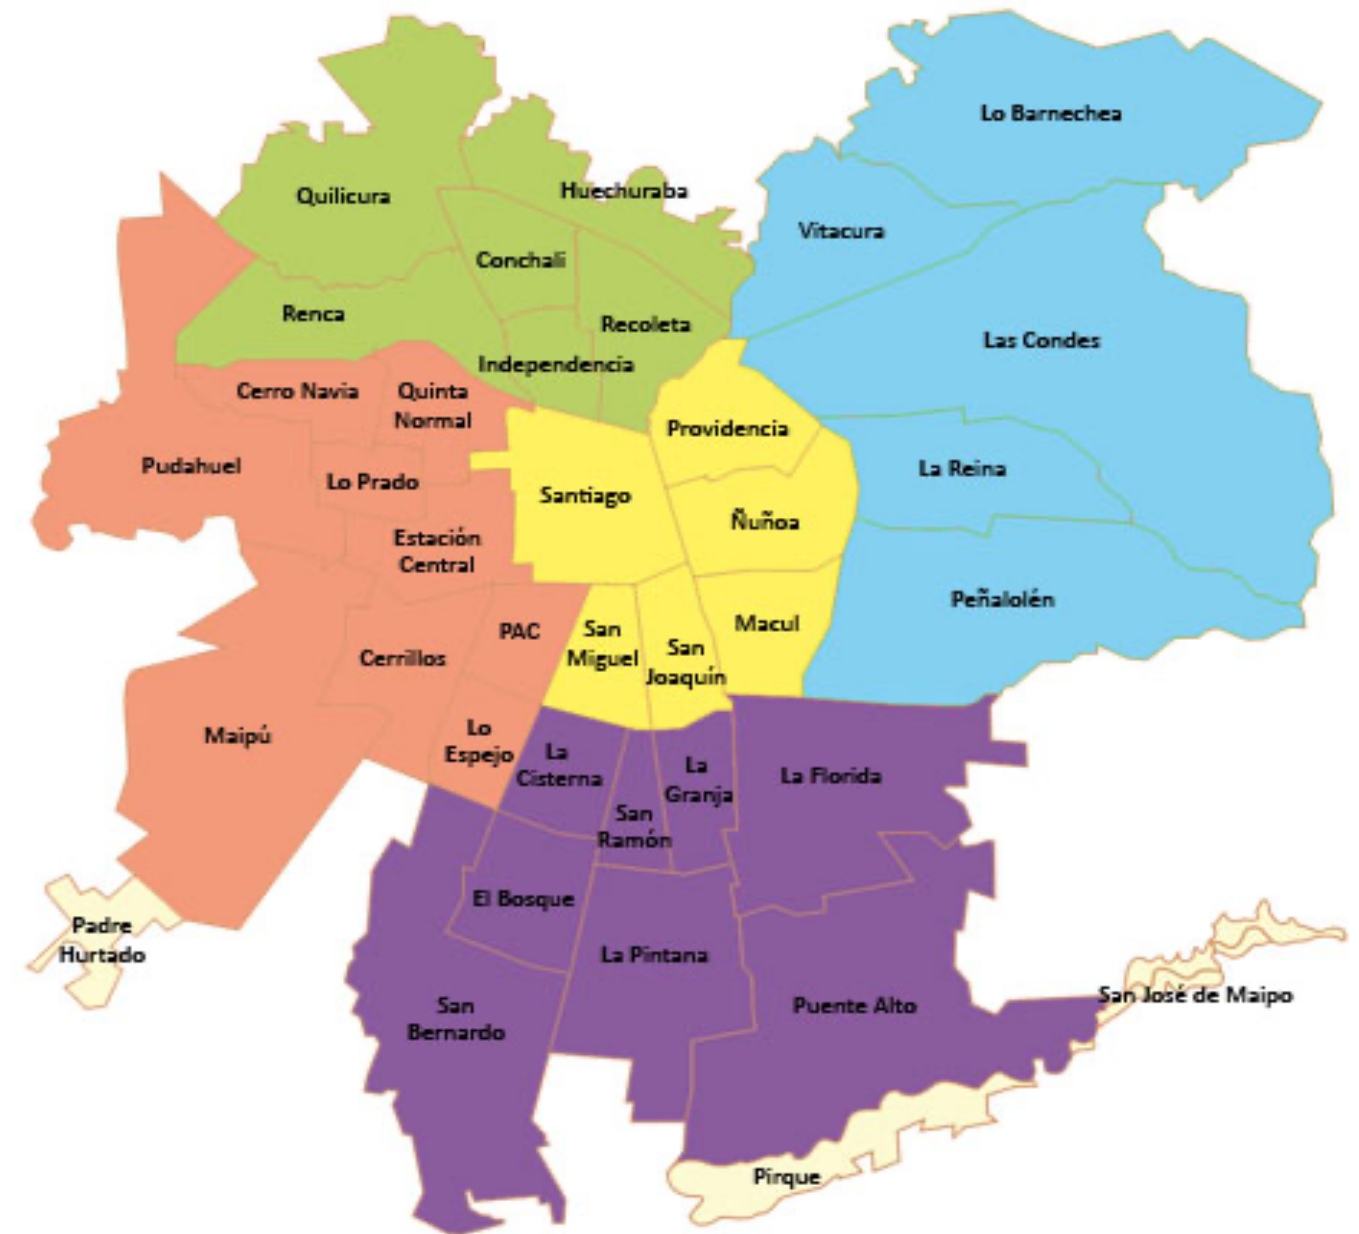 Lo Barnechea
Quilicura
Huechuraba
Vitacura
Conchalí
Renca
Recoleta
Las Condes
Independencia
Cerro Navia
Quinta
Normal
Providencia
Pudahuel
La Reina
Lo Prado
Santiago
Ñuñoa
Estación
Central
Peñalolén
PAC
San
Miguel
Macul
Cerrillos
San
Joaquín
Maipú
Lo
Espejo
La
Cisterna
La
Granja
La Florida
San
Ramón
El Bosque
Padre
Hurtado
La Pintana
San José de Maipo
San
Bernardo
Puente Alto
Pirque